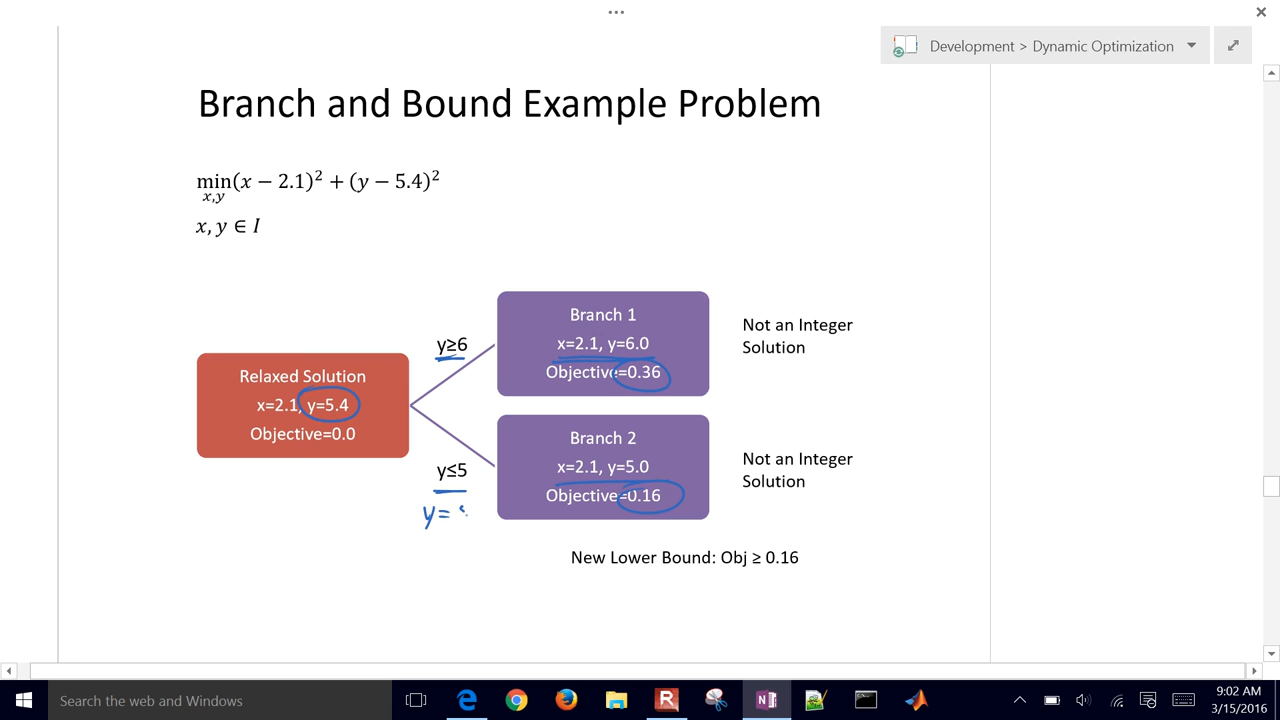 Development > Dynamic Optimization
Branch and Bound Example Problem
min (x − 2.1)² + (y − 5.4)²
x,y
x, y ∈ I
Branch 1
x=2.1, y=6.0
Objective=0.36
Not an Integer
Solution
y≥6
Relaxed Solution
x=2.1, y=5.4
Objective=0.0
Branch 2
x=2.1, y=5.0
Objective=0.16
Not an Integer
Solution
y≤5
y=
New Lower Bound: Obj ≥ 0.16
Search the web and Windows
9:02 AM
3/15/2016